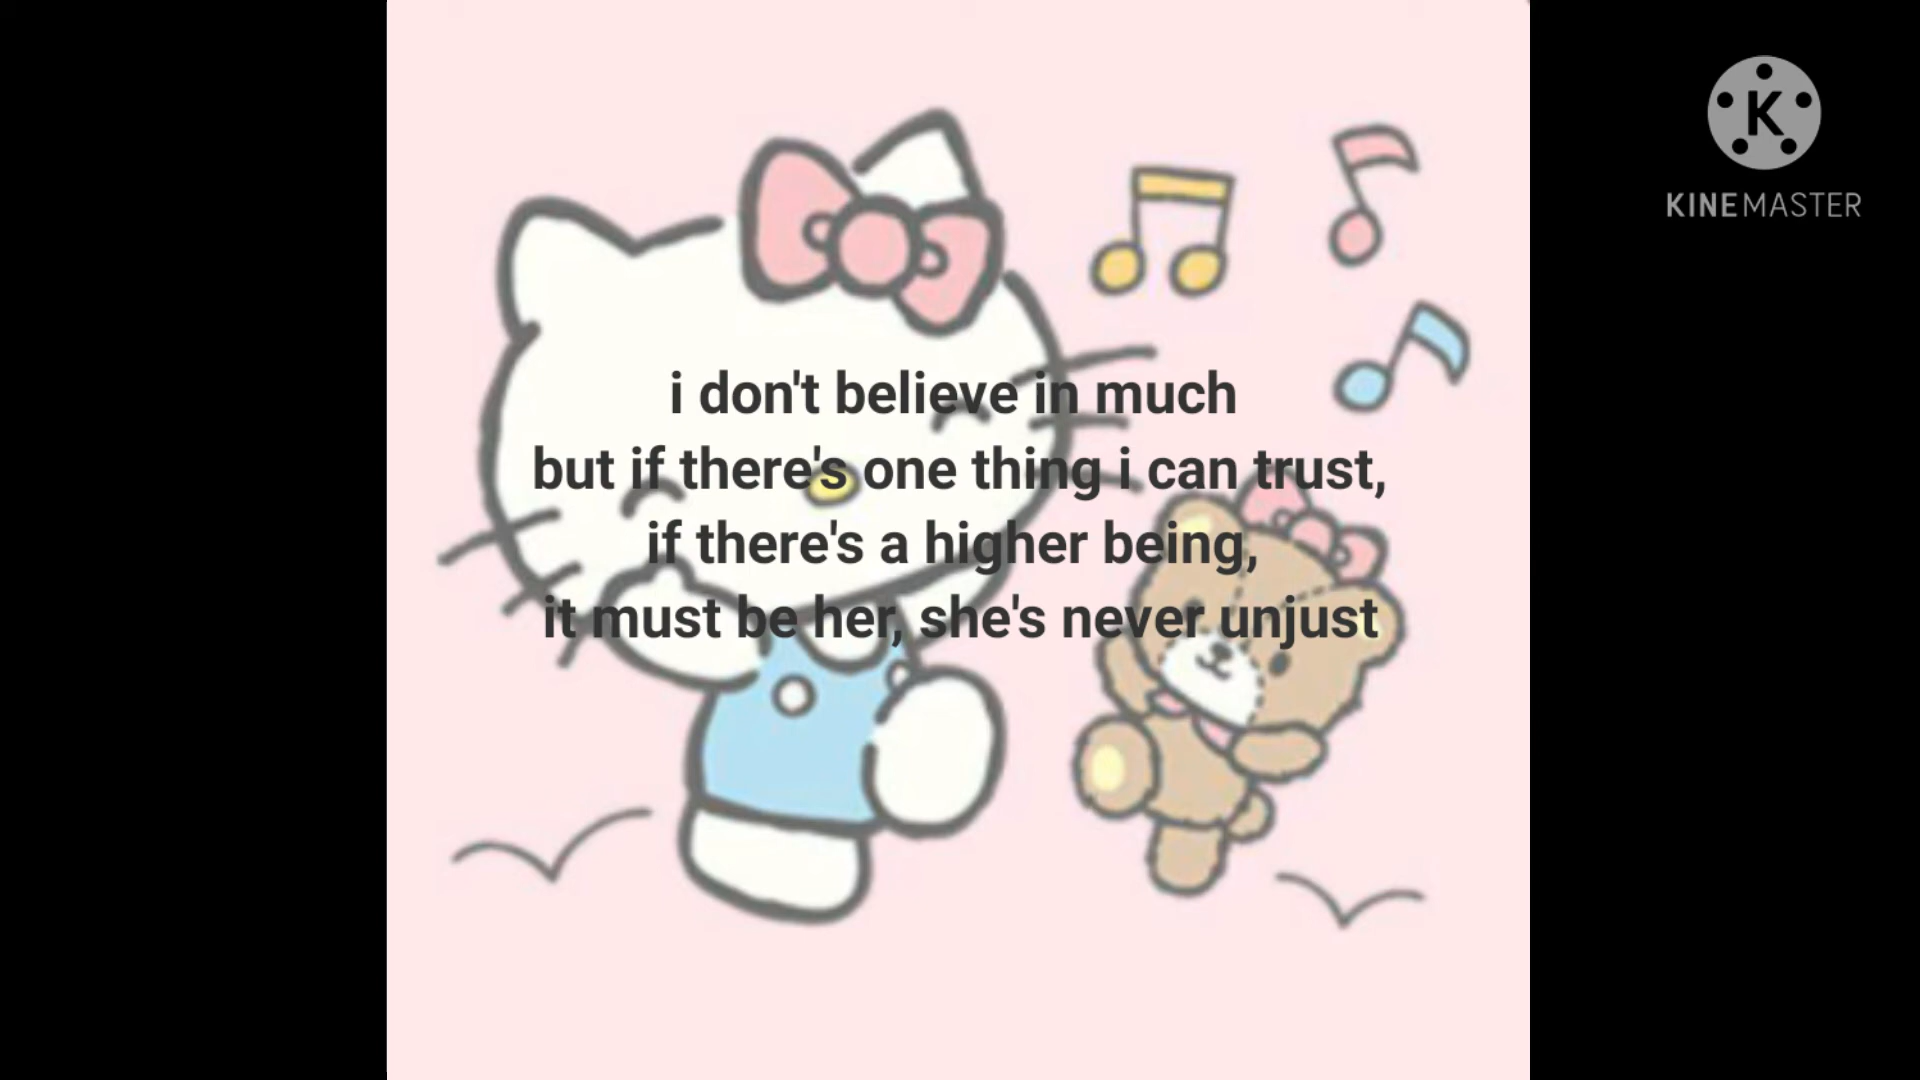 i don't believe in much
but if there's one thing i can trust,
if there's a higher being,
it must be her, she's never unjust
K
KINEMASTER